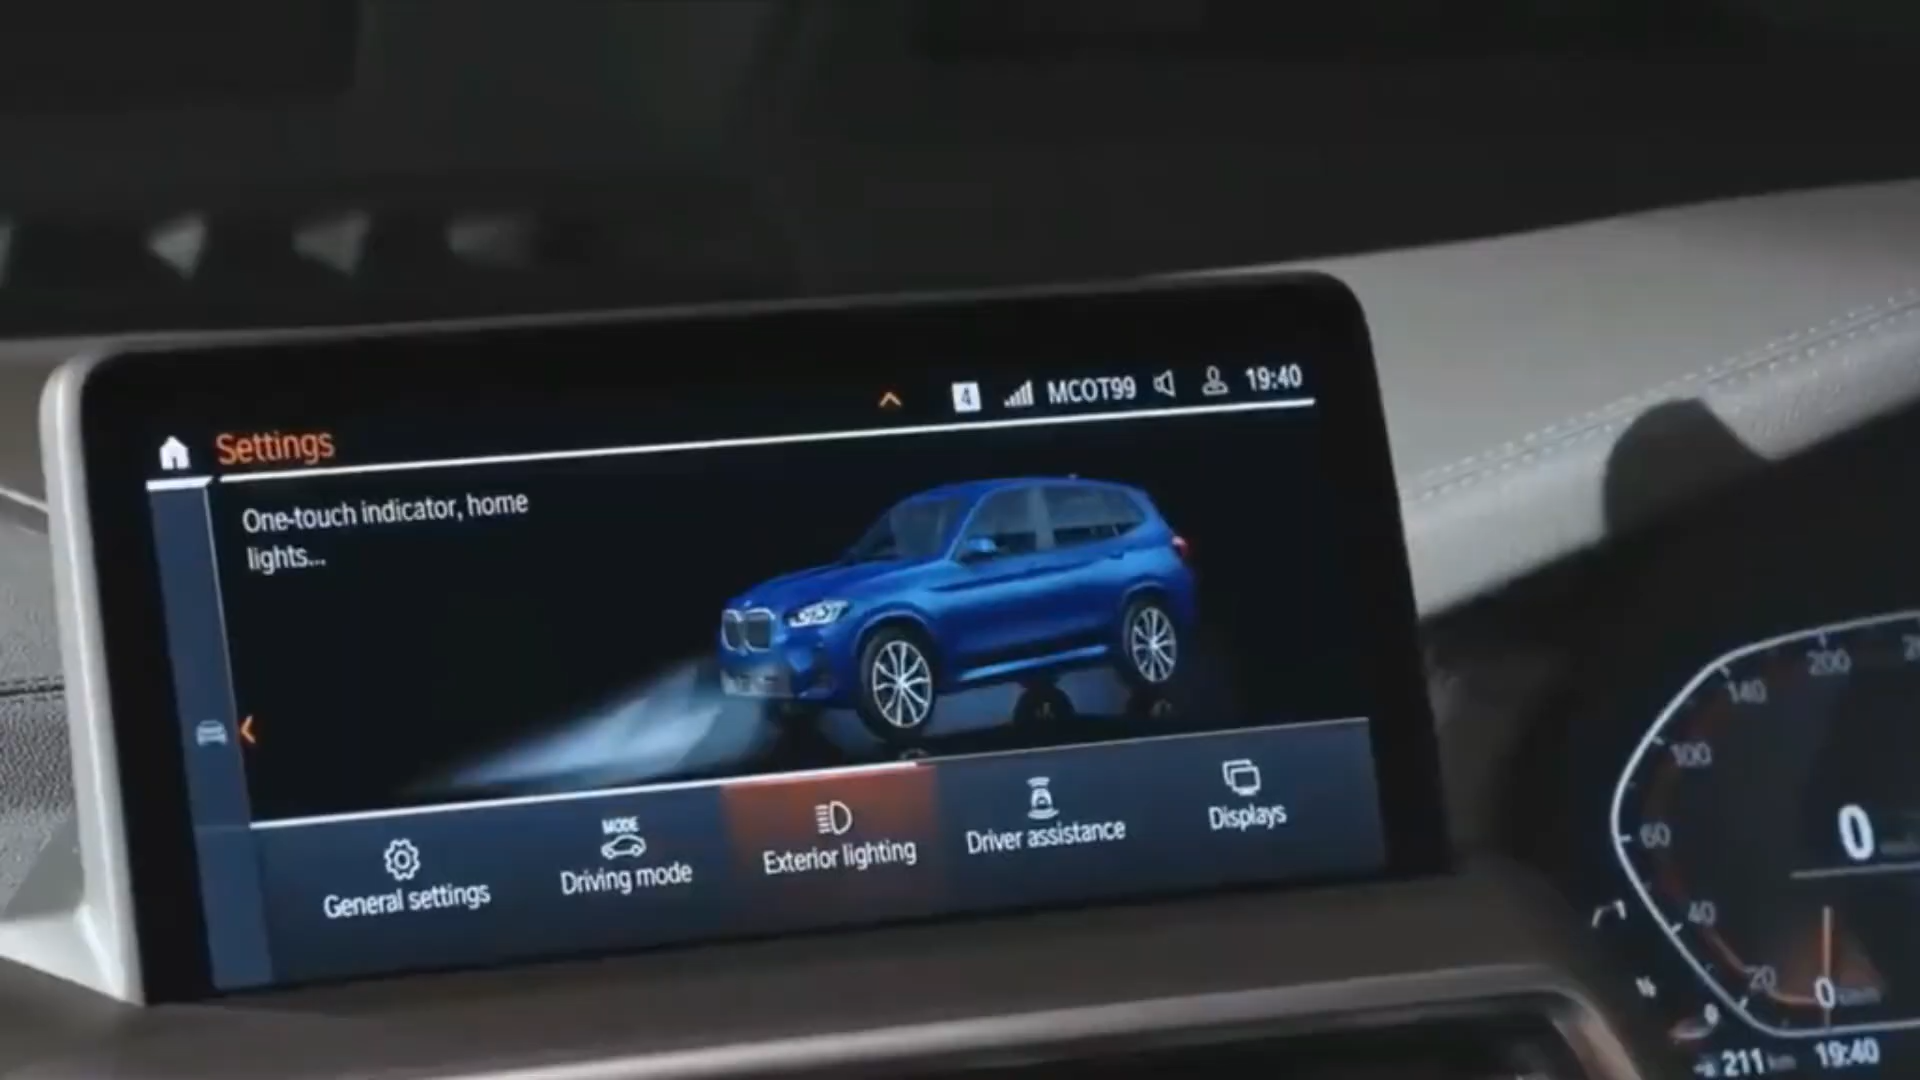 4 MCOT99 19:40
Settings
One-touch indicator, home
lights...
General settings
MODE
Driving mode
Exterior lighting
Driver assistance
Displays
200
140
100
60
40
20
0
0
211 km 19:40